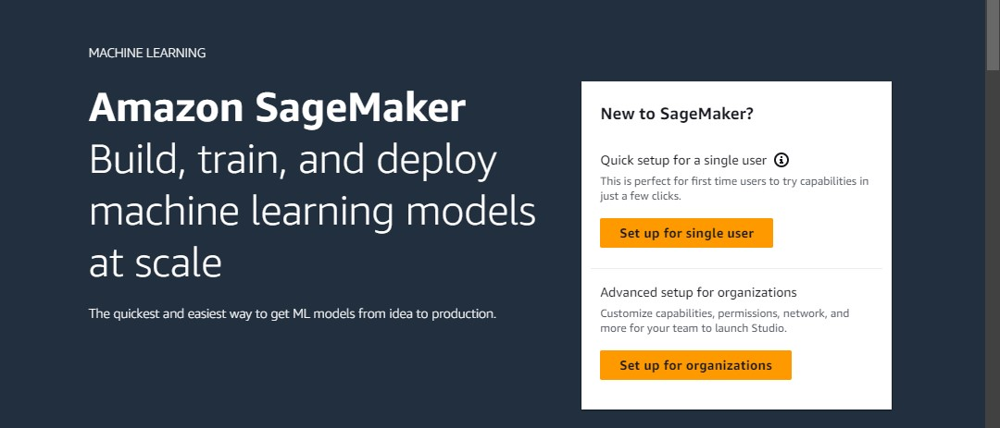 MACHINE LEARNING
Amazon SageMaker
Build, train, and deploy
machine learning models
at scale
The quickest and easiest way to get ML models from idea to production.
New to SageMaker?
Quick setup for a single user
This is perfect for first time users to try capabilities in
just a few clicks.
Set up for single user
Advanced setup for organizations
Customize capabilities, permissions, network, and
more for your team to launch Studio.
Set up for organizations